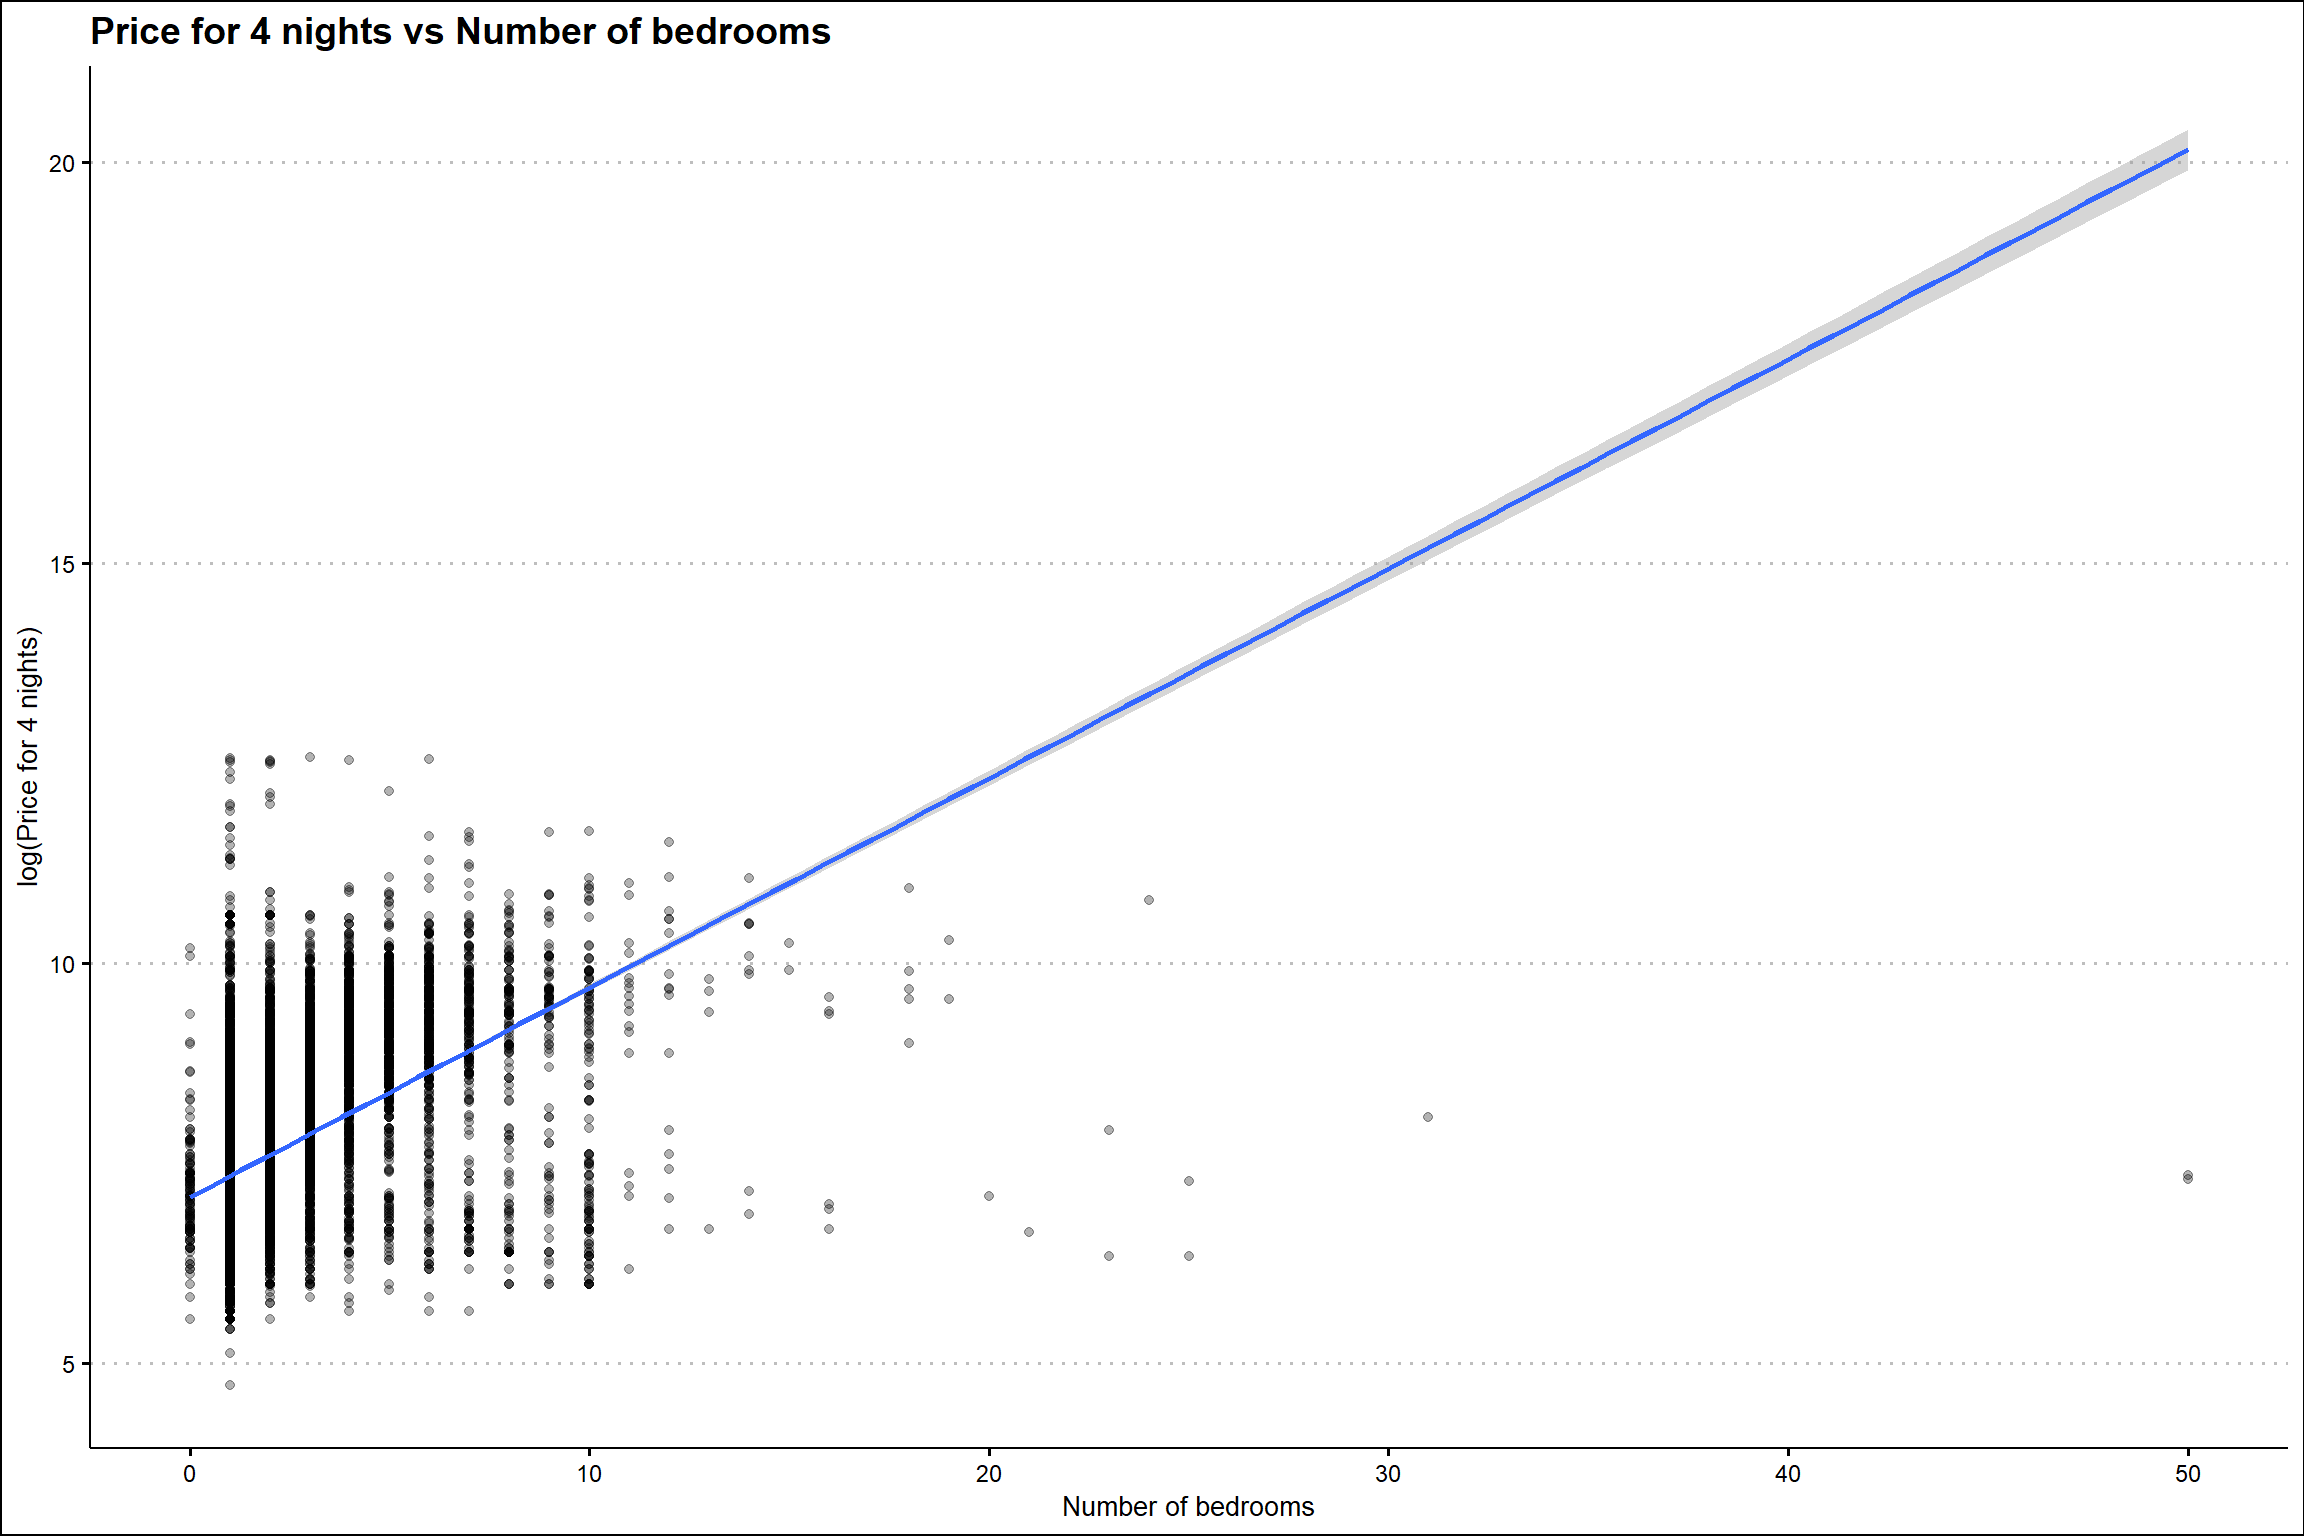 Price for 4 nights vs Number of bedrooms
log(Price for 4 nights)
20
15
10
5
0 10 20 30 40 50
Number of bedrooms